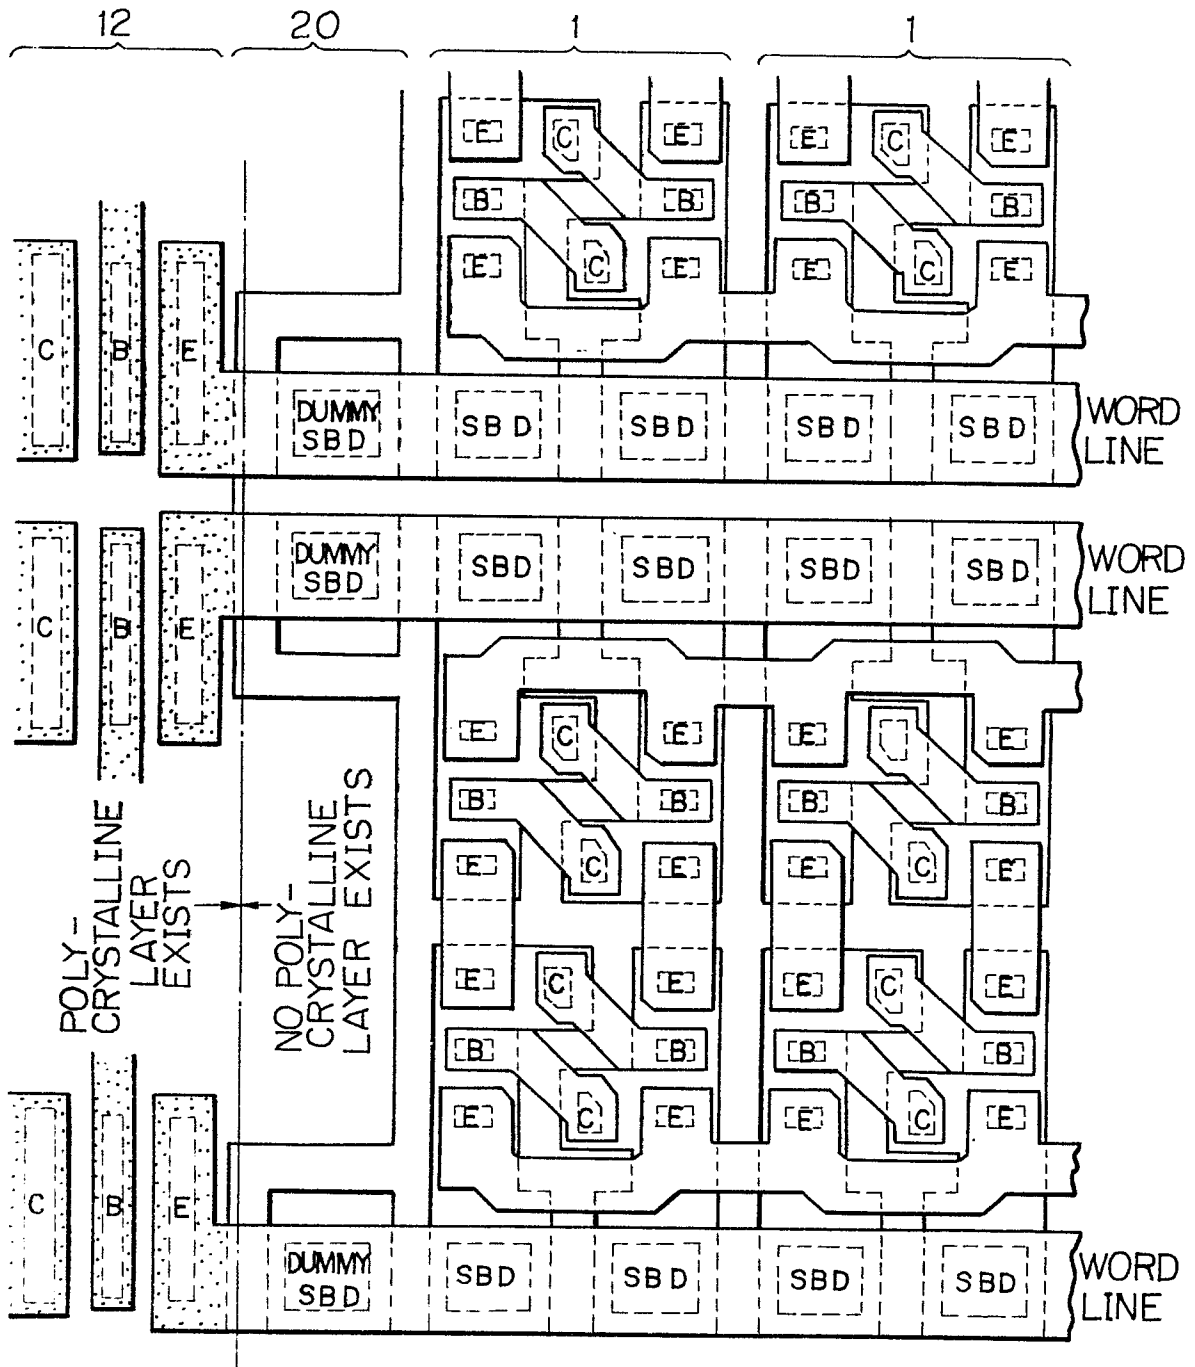 12 20 1 1
E C E E C E
B B B B
E C E E C E
C B E
DUMMY
SBD SBD SBD SBD SBD
WORD
LINE
DUMMY
SBD SBD SBD SBD SBD
WORD
LINE
C B E
E C E E E
B B B B
E C E E C E
POLY-
CRYSTALLINE
LAYER
EXISTS
NO POLY-
CRYSTALLINE
LAYER EXISTS
E C E E C E
B B B B
E C E E C E
C B E
DUMMY
SBD SBD SBD SBD SBD
WORD
LINE